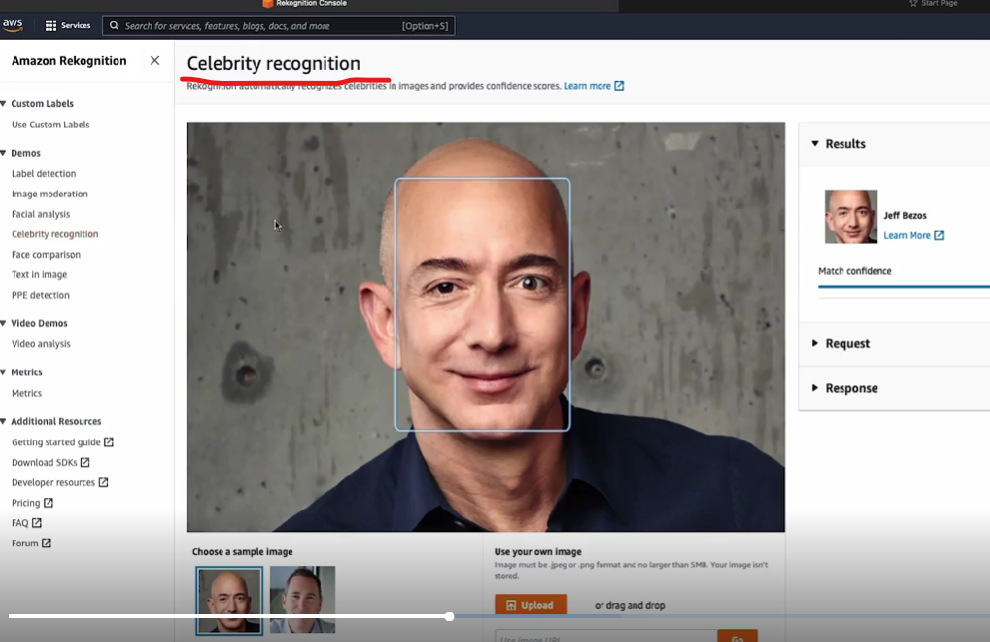 Rekognition Console
Start Page
aws
Services
Search for services, features, blogs, docs, and more
[Option+S]
Amazon Rekognition
Custom Labels
Use Custom Labels
Demos
Label detection
Image moderation
Facial analysis
Celebrity recognition
Face comparison
Text in image
PPE detection
Video Demos
Video analysis
Metrics
Metrics
Additional Resources
Getting started guide
Download SDKs
Developer resources
Pricing
FAQ
Forum
Celebrity recognition
Rekognition automatically recognizes celebrities in images and provides confidence scores. Learn more
Results
Jeff Bezos
Learn More
Match confidence
Request
Response
Choose a sample image
Use your own image
Image must be .jpeg or .png format and no larger than 5MB. Your image isn't
stored.
Upload
or drag and drop
Use image URL
Go